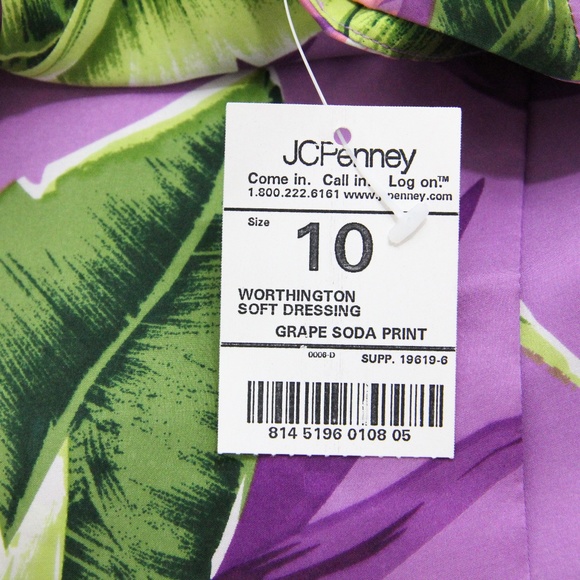 JCPenney
Come in. Call in. Log on.™
1.800.222.6161 www.jcpenney.com
Size 10
WORTHINGTON
SOFT DRESSING
GRAPE SODA PRINT
0006-D SUPP. 19619-6
814 5196 0108 05